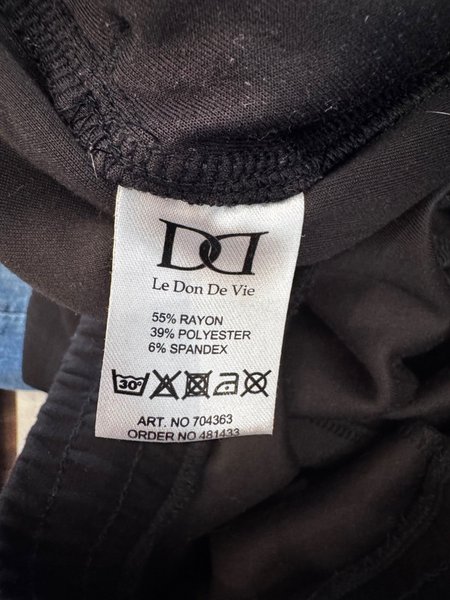 DD
Le Don De Vie
55% RAYON
39% POLYESTER
6% SPANDEX
30°
ART. NO 704363
ORDER NO 481433